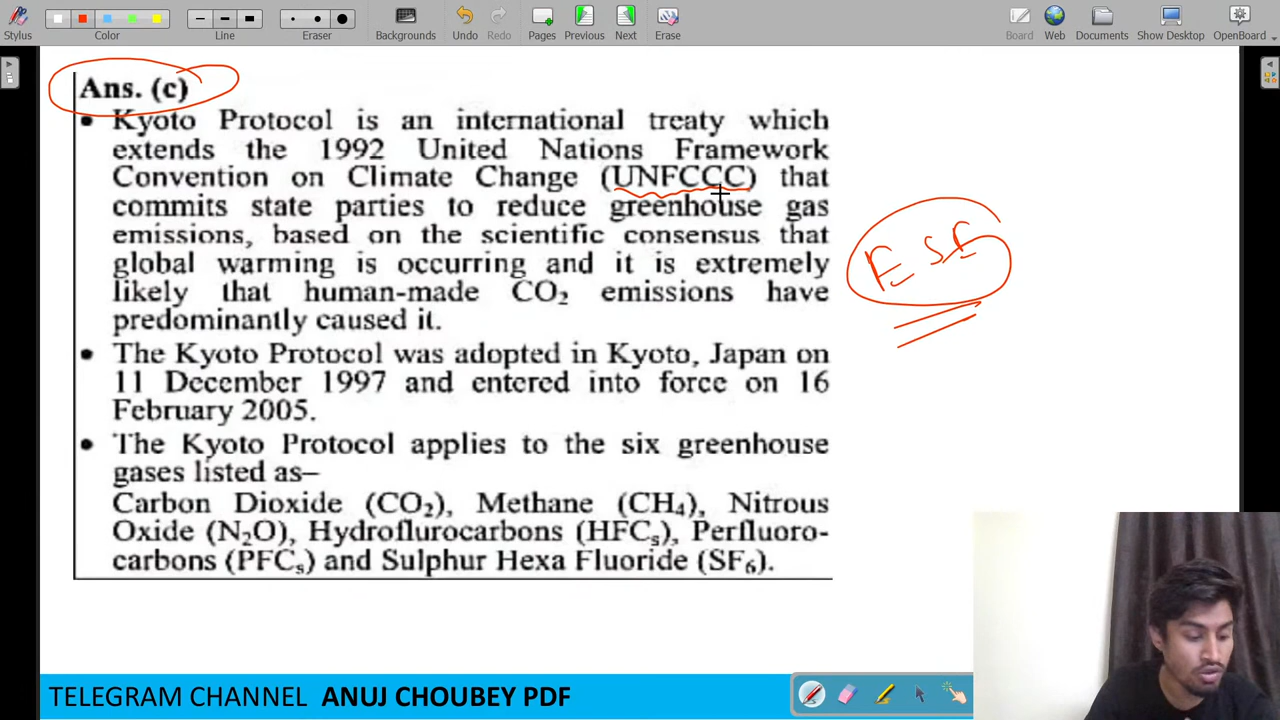 Stylus Color Line Eraser Backgrounds Undo Redo Pages Previous Next Erase Board Web Documents Show Desktop OpenBoard
Ans. (c)
• Kyoto Protocol is an international treaty which
extends the 1992 United Nations Framework
Convention on Climate Change (UNFCCC) that
commits state parties to reduce greenhouse gas
emissions, based on the scientific consensus that
global warming is occurring and it is extremely
likely that human-made CO₂ emissions have
predominantly caused it.
• The Kyoto Protocol was adopted in Kyoto, Japan on
11 December 1997 and entered into force on 16
February 2005.
• The Kyoto Protocol applies to the six greenhouse
gases listed as–
Carbon Dioxide (CO₂), Methane (CH₄), Nitrous
Oxide (N₂O), Hydroflurocarbons (HFCₛ), Perfluoro-
carbons (PFCₛ) and Sulphur Hexa Fluoride (SF₆).
TELEGRAM CHANNEL ANUJ CHOUBEY PDF